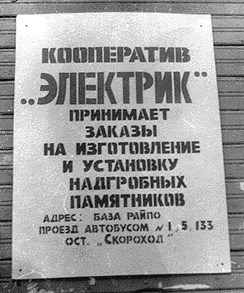 КООПЕРАТИВ
„ЭЛЕКТРИК"
ПРИНИМАЕТ
ЗАКАЗЫ
НА ИЗГОТОВЛЕНИЕ
И УСТАНОВКУ
НАДГРОБНЫХ
ПАМЯТНИКОВ
АДРЕС: БАЗА РАЙПО
ПРОЕЗД АВТОБУСОМ N 1, 5, 133
ОСТ. „СКОРОХОД"